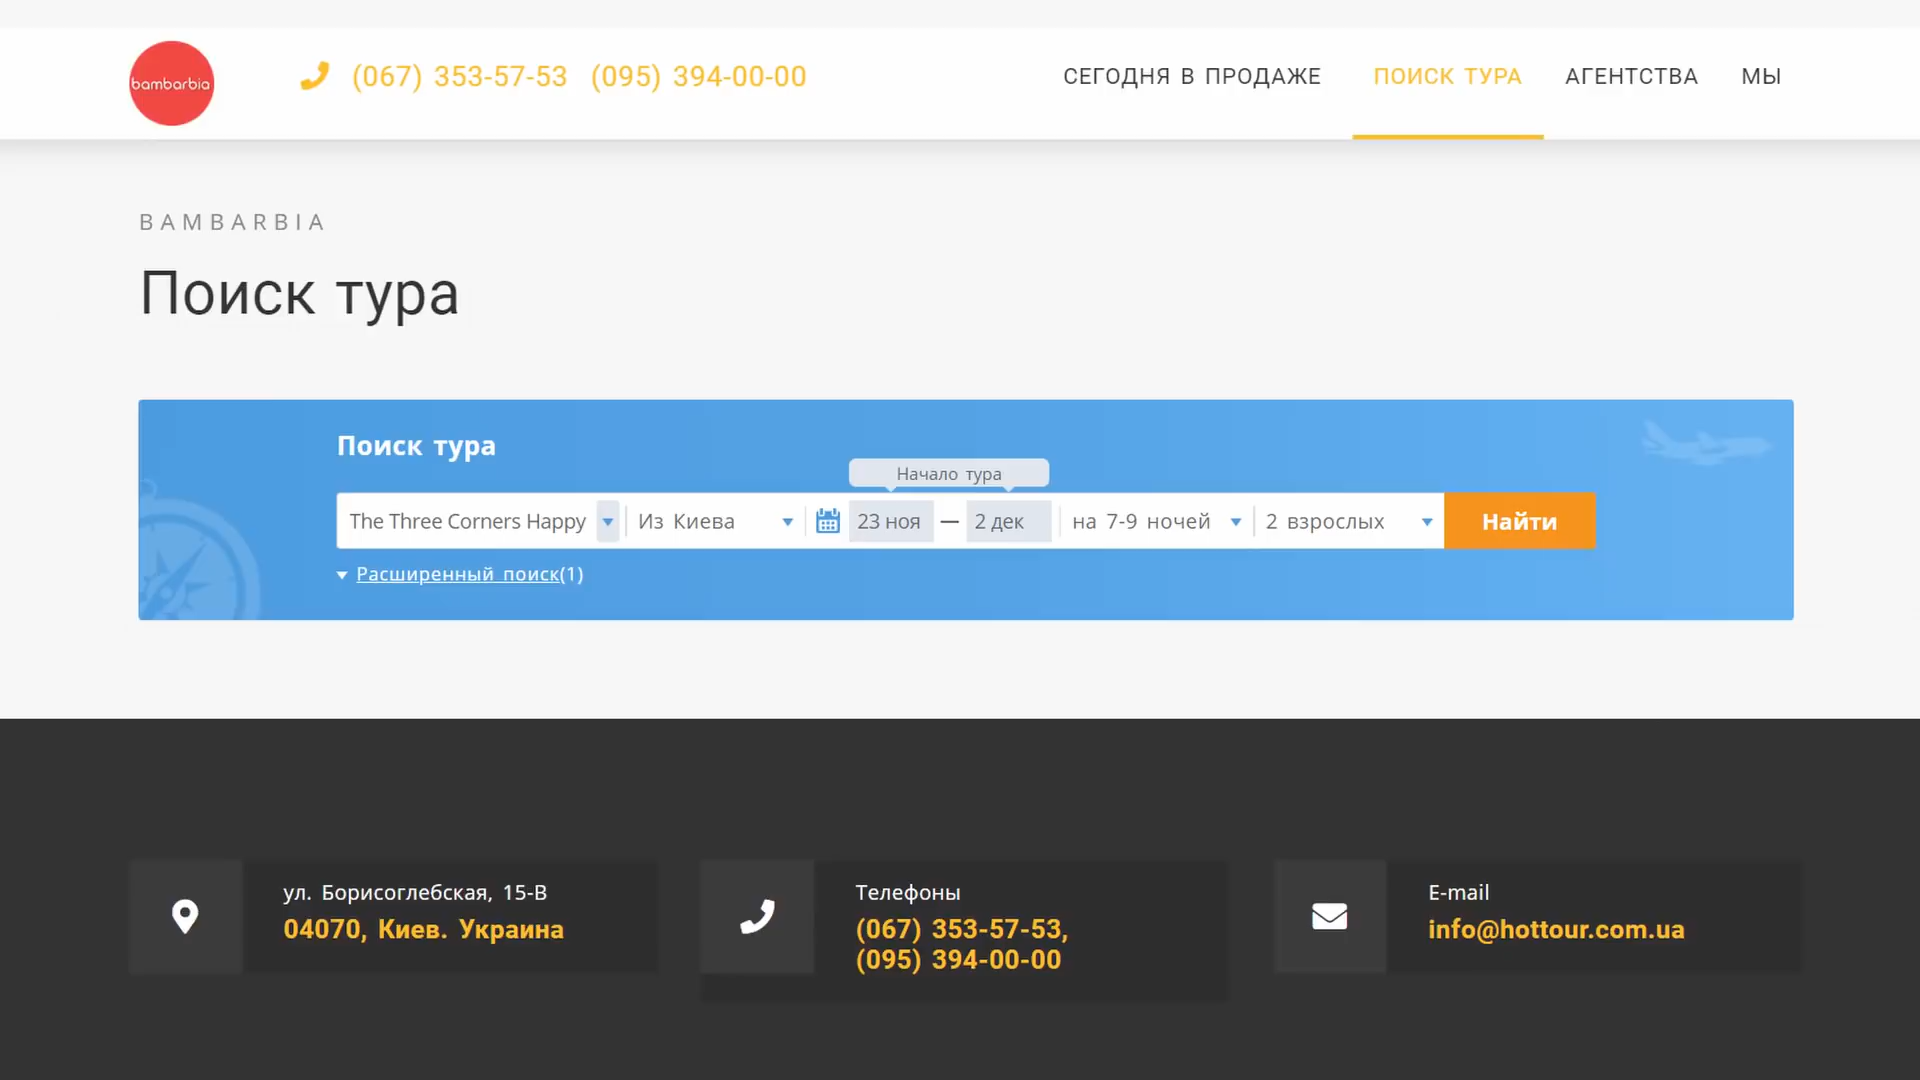 bambarbia
(067) 353-57-53 (095) 394-00-00
СЕГОДНЯ В ПРОДАЖЕ ПОИСК ТУРА АГЕНТСТВА МЫ
BAMBARBIA
Поиск тура
Поиск тура
Начало тура
The Three Corners Happy Из Киева 23 ноя — 2 дек на 7-9 ночей 2 взрослых Найти
Расширенный поиск(1)
ул. Борисоглебская, 15-В
04070, Киев. Украина
Телефоны
(067) 353-57-53,
(095) 394-00-00
E-mail
info@hottour.com.ua